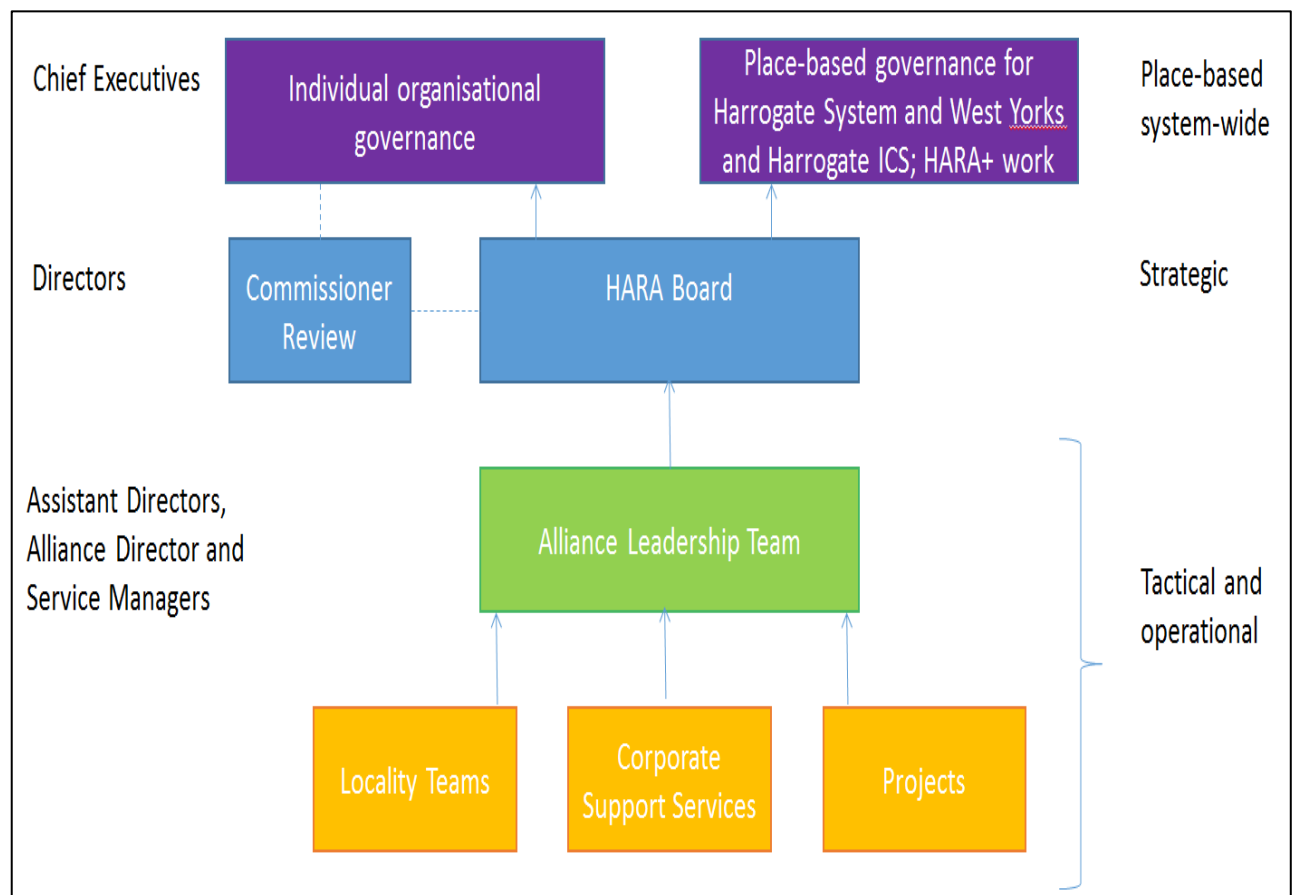 Chief Executives
Individual organisational
governance
Place-based governance for
Harrogate System and West Yorks
and Harrogate ICS; HARA+ work
Place-based
system-wide
Directors
Commissioner
Review
HARA Board
Strategic
Assistant Directors,
Alliance Director and
Service Managers
Alliance Leadership Team
Tactical and
operational
Locality Teams
Corporate
Support Services
Projects